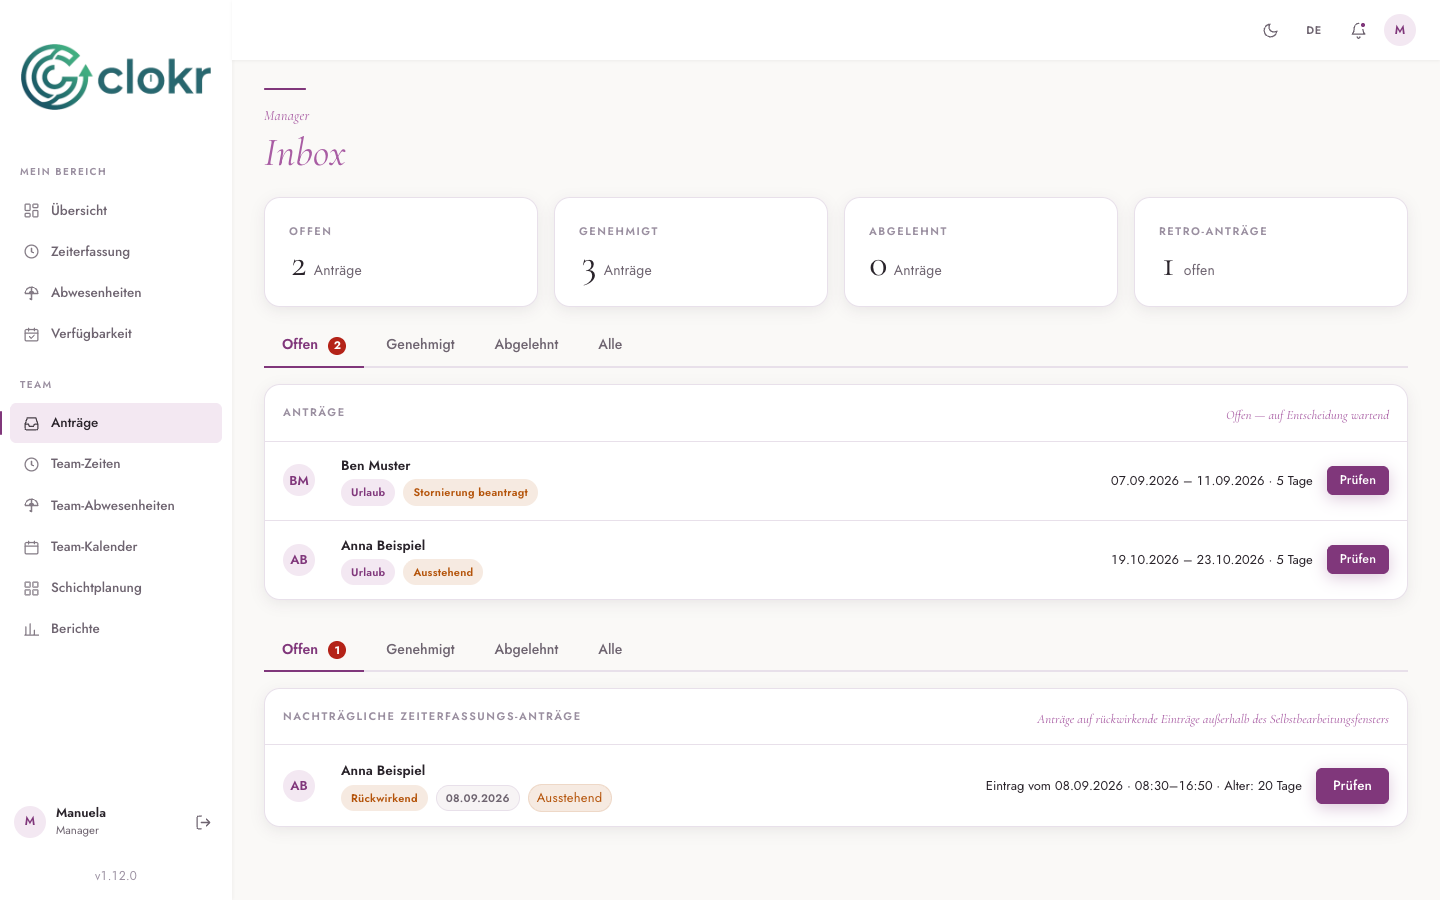 clokr
DE
M
MEIN BEREICH
Übersicht
Zeiterfassung
Abwesenheiten
Verfügbarkeit
TEAM
Anträge
Team-Zeiten
Team-Abwesenheiten
Team-Kalender
Schichtplanung
Berichte
M
Manuela
Manager
v1.12.0
Manager
Inbox
OFFEN
2 Anträge
GENEHMIGT
3 Anträge
ABGELEHNT
0 Anträge
RETRO-ANTRÄGE
1 offen
Offen 2 Genehmigt Abgelehnt Alle
ANTRÄGE Offen — auf Entscheidung wartend
BM
Ben Muster
Urlaub Stornierung beantragt
07.09.2026 – 11.09.2026 · 5 Tage Prüfen
AB
Anna Beispiel
Urlaub Ausstehend
19.10.2026 – 23.10.2026 · 5 Tage Prüfen
Offen 1 Genehmigt Abgelehnt Alle
NACHTRÄGLICHE ZEITERFASSUNGS-ANTRÄGE Anträge auf rückwirkende Einträge außerhalb des Selbstbearbeitungsfensters
AB
Anna Beispiel
Rückwirkend 08.09.2026 Ausstehend
Eintrag vom 08.09.2026 · 08:30–16:50 · Alter: 20 Tage Prüfen